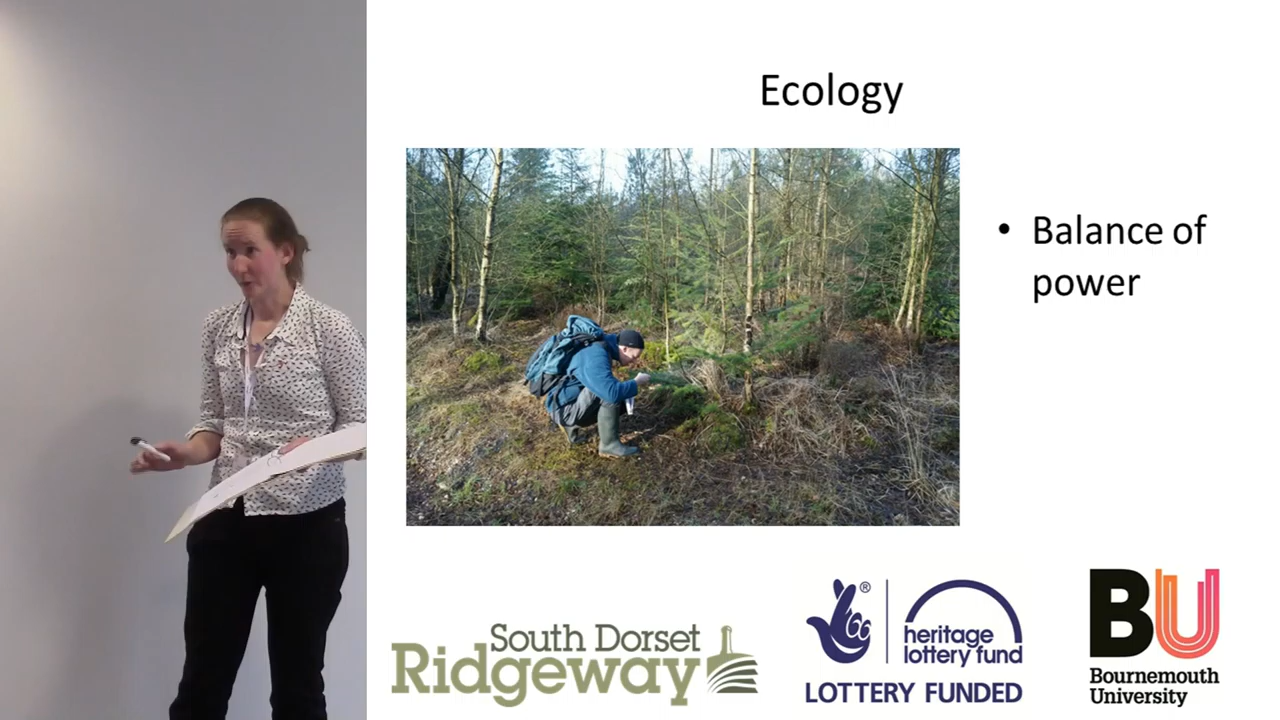 Ecology
• Balance of
power
South Dorset
Ridgeway
®
heritage
lottery fund
LOTTERY FUNDED
BU
Bournemouth
University